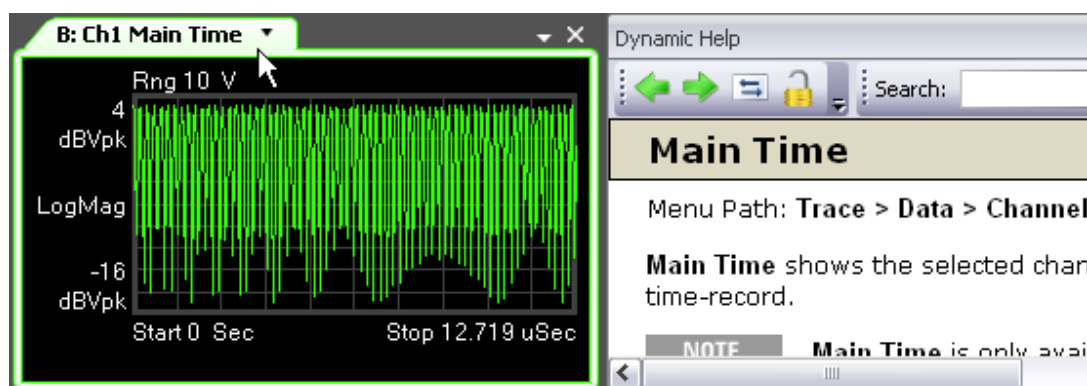 B: Ch1 Main Time
Rng 10 V
4
dBVpk
LogMag
-16
dBVpk
Start 0 Sec
Stop 12.719 uSec
Dynamic Help
Search:
Main Time
Menu Path: Trace > Data > Channel
Main Time shows the selected
time-record.
NOTE
Main Time is only